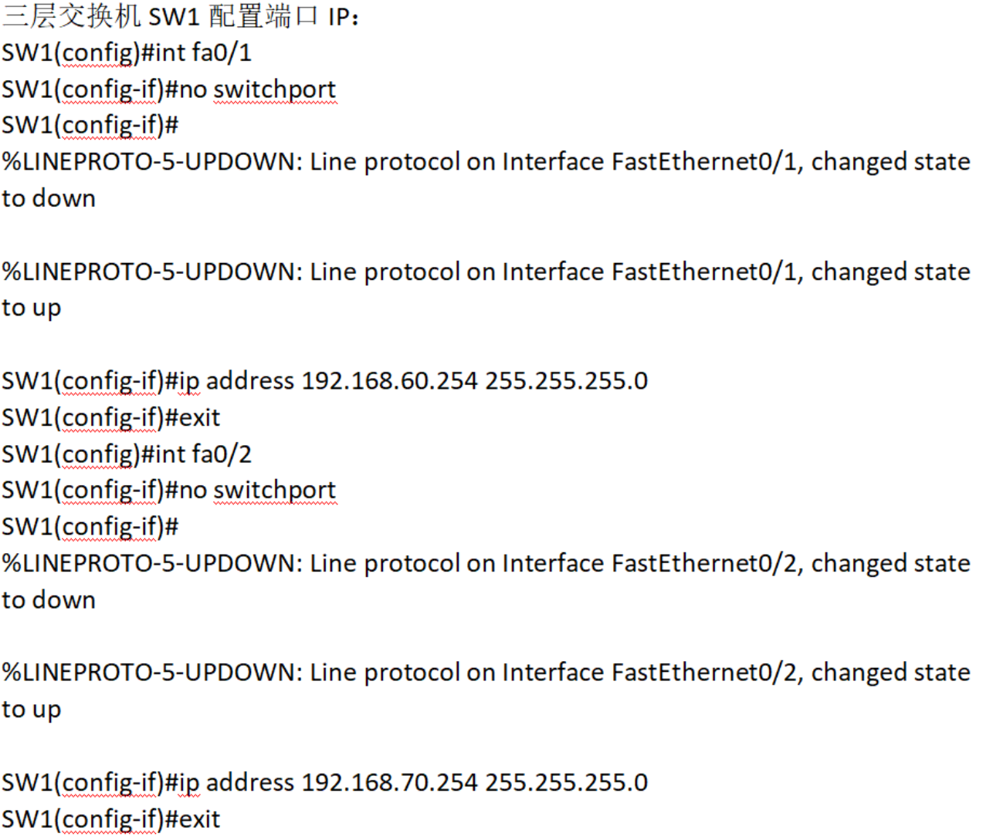 三层交换机 SW1 配置端口 IP：
SW1(config)#int fa0/1
SW1(config-if)#no switchport
SW1(config-if)#
%LINEPROTO-5-UPDOWN: Line protocol on Interface FastEthernet0/1, changed state
to down
%LINEPROTO-5-UPDOWN: Line protocol on Interface FastEthernet0/1, changed state
to up
SW1(config-if)#ip address 192.168.60.254 255.255.255.0
SW1(config-if)#exit
SW1(config)#int fa0/2
SW1(config-if)#no switchport
SW1(config-if)#
%LINEPROTO-5-UPDOWN: Line protocol on Interface FastEthernet0/2, changed state
to down
%LINEPROTO-5-UPDOWN: Line protocol on Interface FastEthernet0/2, changed state
to up
SW1(config-if)#ip address 192.168.70.254 255.255.255.0
SW1(config-if)#exit